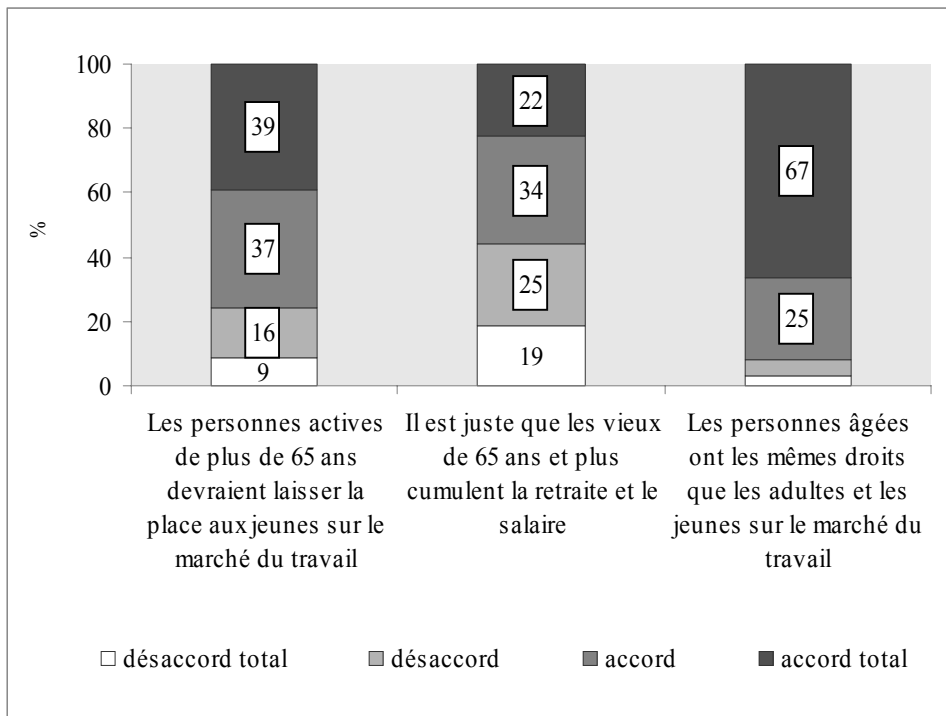 100
80
60
40
20
0
%
39
37
16
9
22
34
25
19
67
25
Les personnes actives
de plus de 65 ans
devraient laisser la
place aux jeunes sur le
marché du travail
Il est juste que les vieux
de 65 ans et plus
cumulent la retraite et le
salaire
Les personnes âgées
ont les mêmes droits
que les adultes et les
jeunes sur le marché du
travail
désaccord total
désaccord
accord
accord total